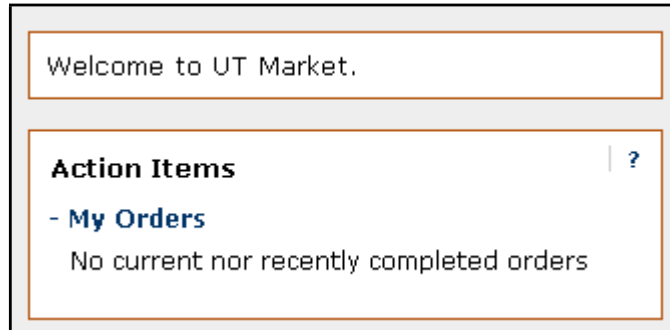 Welcome to UT Market.
Action Items
?
- My Orders
No current nor recently completed orders